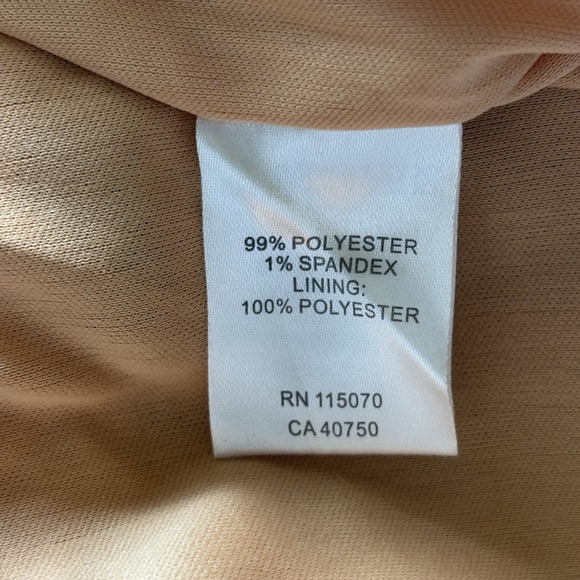 99% POLYESTER
1% SPANDEX
LINING:
100% POLYESTER
RN 115070
CA 40750